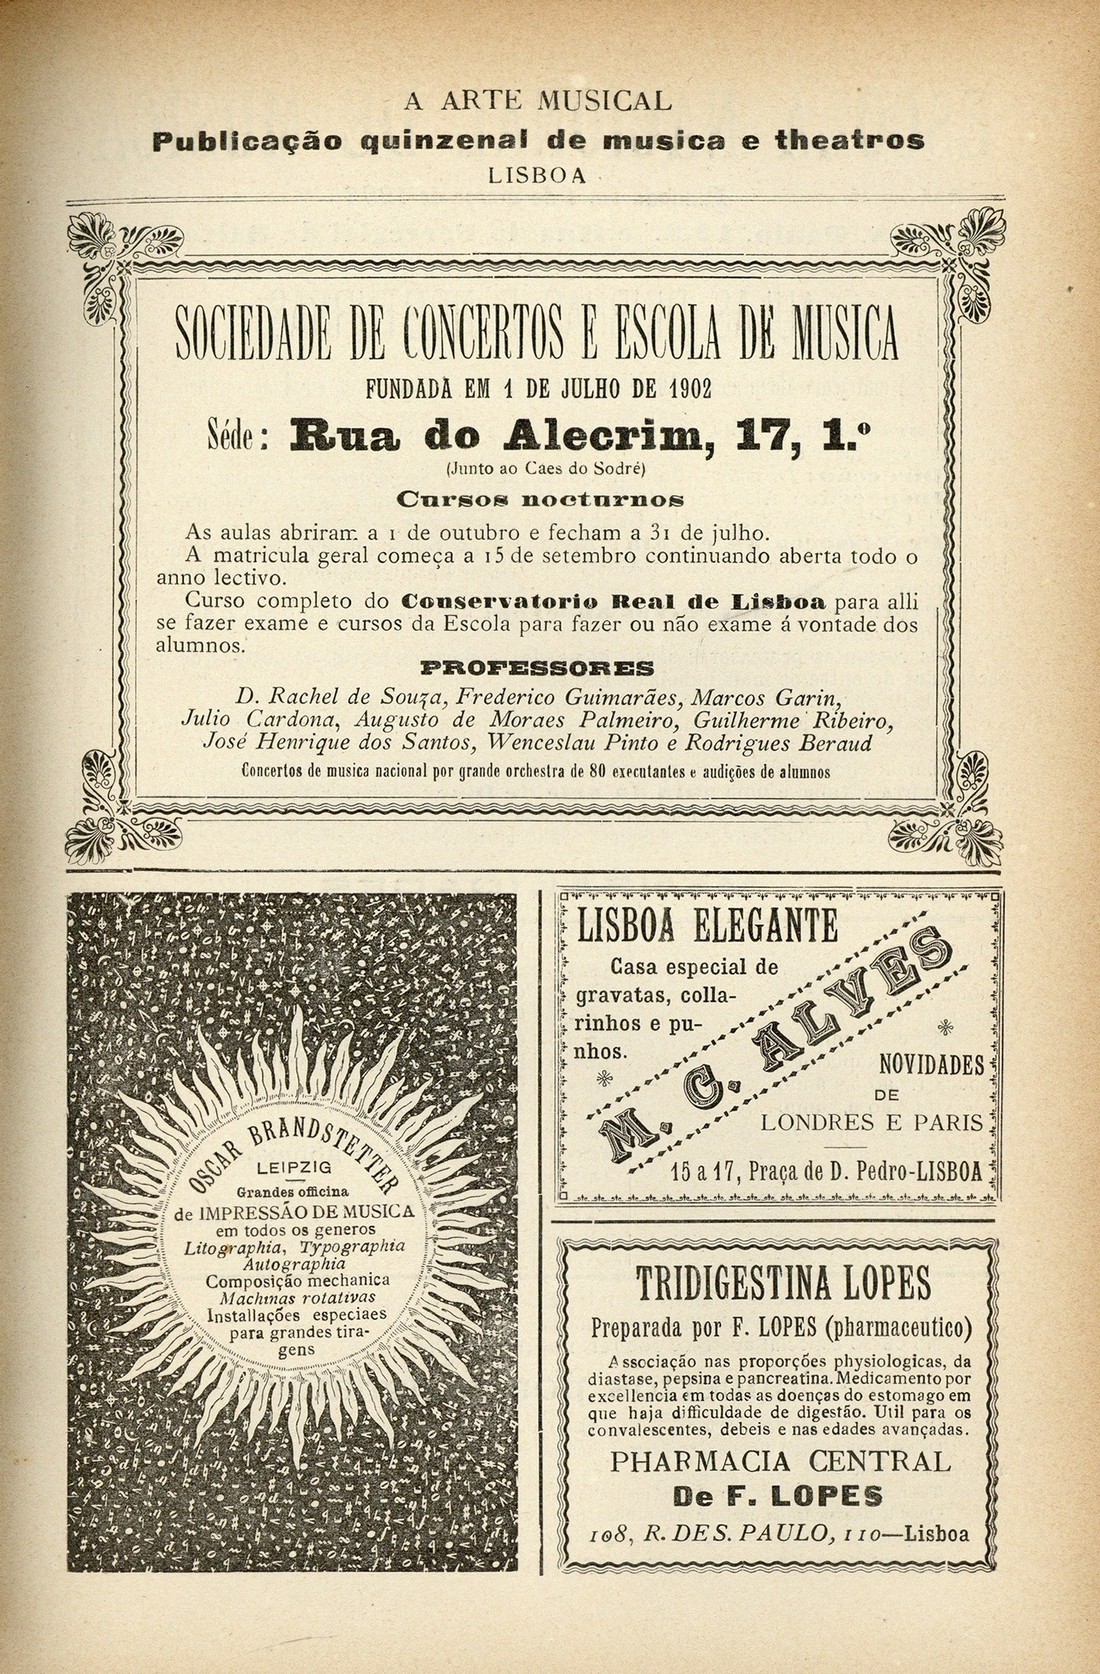 A ARTE MUSICAL
Publicação quinzenal de musica e theatros
LISBOA
SOCIEDADE DE CONCERTOS E ESCOLA DE MUSICA
FUNDADA EM 1 DE JULHO DE 1902
Séde: Rua do Alecrim, 17, 1.º
(Junto ao Caes do Sodré)
Cursos nocturnos
As aulas abriram a 1 de outubro e fecham a 31 de julho.
A matricula geral começa a 15 de setembro continuando aberta todo o
anno lectivo.
Curso completo do Conservatorio Real de Lisboa para alli
se fazer exame e cursos da Escola para fazer ou não exame á vontade dos
alumnos.
PROFESSORES
D. Rachel de Souza, Frederico Guimarães, Marcos Garin,
Julio Cardona, Augusto de Moraes Palmeiro, Guilherme Ribeiro,
José Henrique dos Santos, Wenceslau Pinto e Rodrigues Beraud
Concertos de musica nacional por grande orchestra de 80 executantes e audições de alumnos
OSCAR BRANDSTETTER
LEIPZIG
Grandes officina
de IMPRESSÃO DE MUSICA
em todos os generos
Litographia, Typographia
Autographia
Composição mechanica
Machinas rotativas
Installações especiaes
para grandes tira-
gens
LISBOA ELEGANTE
Casa especial de
gravatas, colla-
rinhos e pu-
nhos.
M. C. ALVES
NOVIDADES
DE
LONDRES E PARIS
15 a 17, Praça de D. Pedro-LISBOA
TRIDIGESTINA LOPES
Preparada por F. LOPES (pharmaceutico)
Associação nas proporções physiologicas, da
diastase, pepsina e pancreatina. Medicamento por
excellencia em todas as doenças do estomago em
que haja difficuldade de digestão. Util para os
convalescentes, debeis e nas edades avançadas.
PHARMACIA CENTRAL
De F. LOPES
108, R. DE S. PAULO, 110—Lisboa